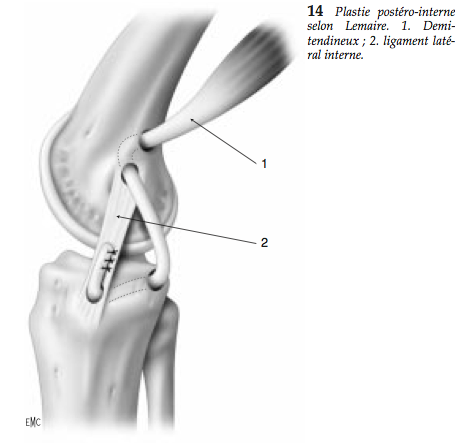 14 Plastie postéro-interne
selon Lemaire. 1. Demi-
tendineux ; 2. ligament laté-
ral interne.
1
2
EMC